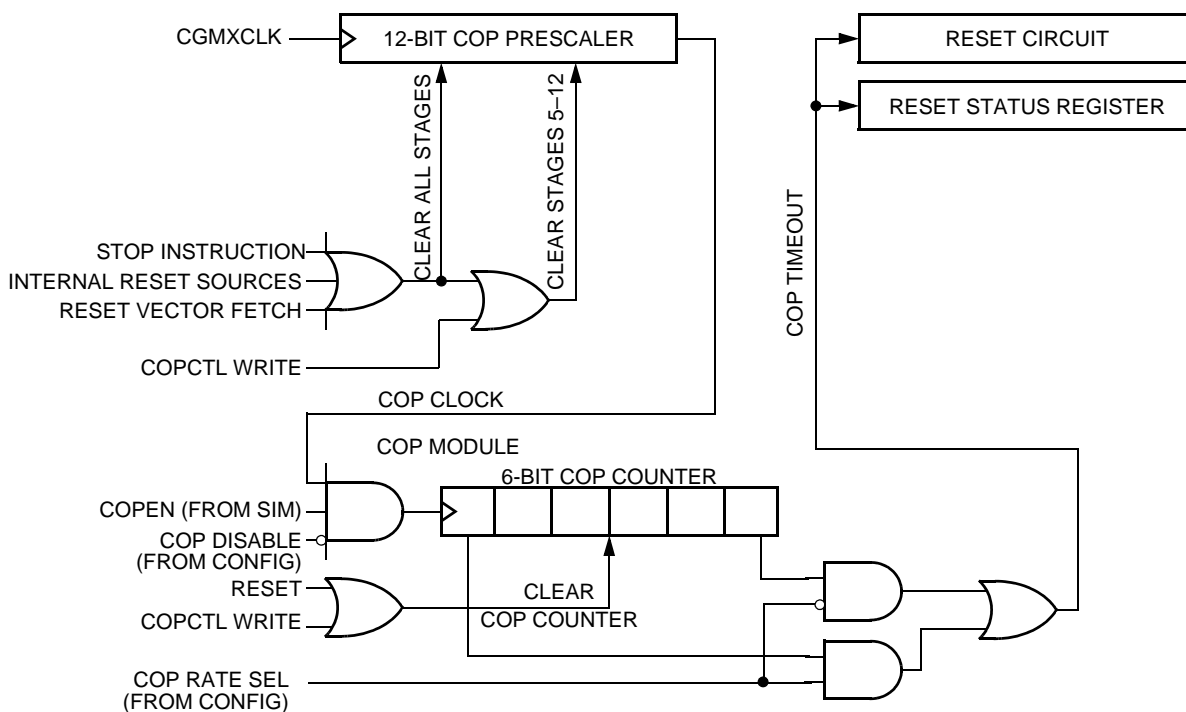 CGMXCLK
12-BIT COP PRESCALER
RESET CIRCUIT
RESET STATUS REGISTER
CLEAR ALL STAGES
CLEAR STAGES 5–12
STOP INSTRUCTION
INTERNAL RESET SOURCES
RESET VECTOR FETCH
COPCTL WRITE
COP TIMEOUT
COP CLOCK
COP MODULE
6-BIT COP COUNTER
COPEN (FROM SIM)
COP DISABLE
(FROM CONFIG)
RESET
COPCTL WRITE
CLEAR
COP COUNTER
COP RATE SEL
(FROM CONFIG)